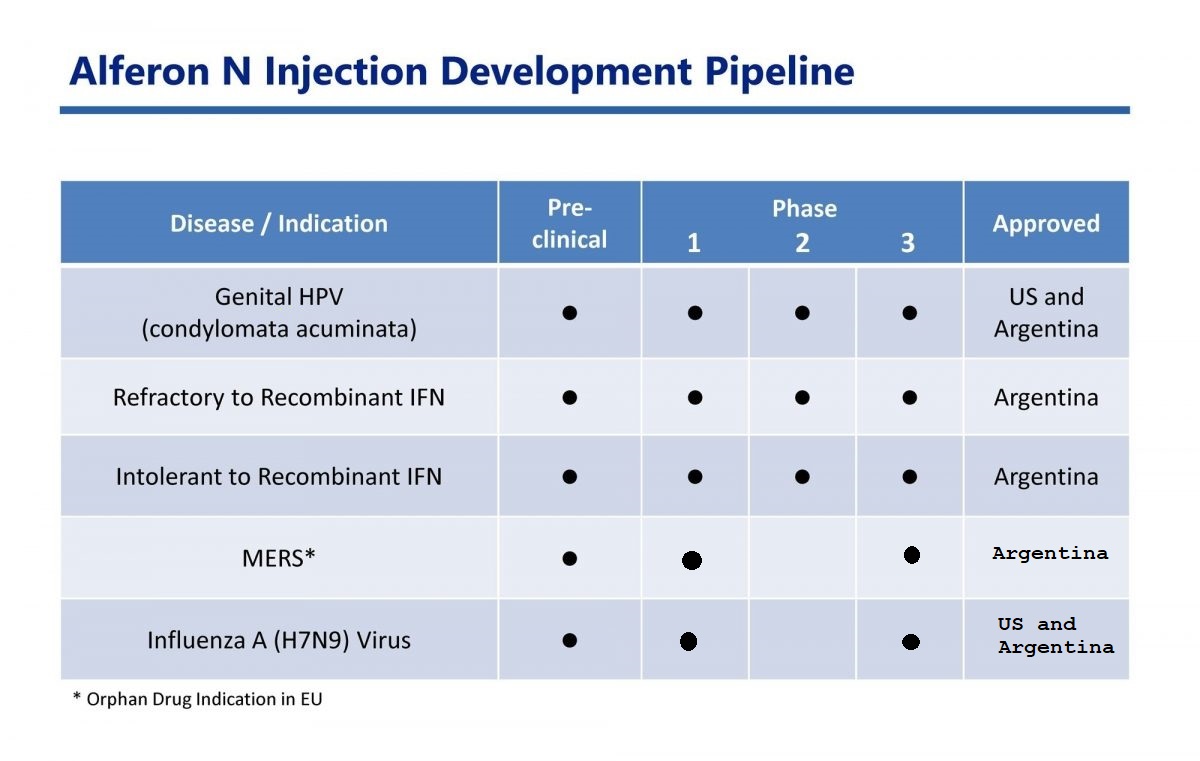 Alferon N Injection Development Pipeline
Disease / Indication
Pre-
clinical
Phase
1 2 3
Approved
Genital HPV
(condylomata acuminata)
● ● ● ●
US and
Argentina
Refractory to Recombinant IFN ● ● ● ● Argentina
Intolerant to Recombinant IFN ● ● ● ● Argentina
MERS* ● ● ● Argentina
Influenza A (H7N9) Virus ● ● ●
US and
Argentina
* Orphan Drug Indication in EU